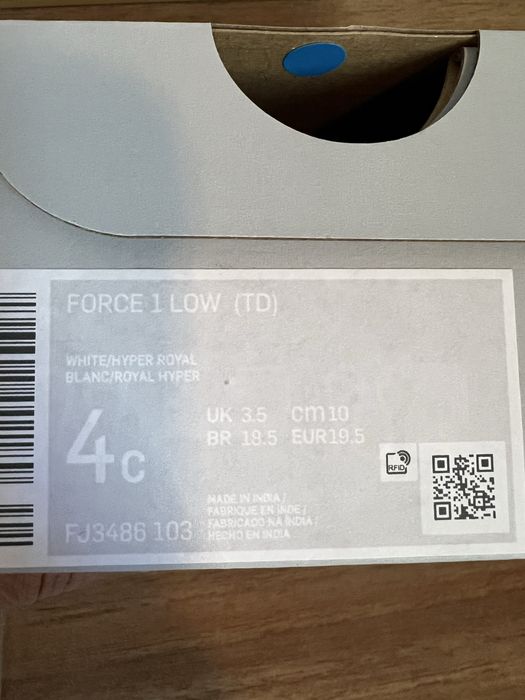 FORCE 1 LOW (TD)
WHITE/HYPER ROYAL
BLANC/ROYAL HYPER
4C
UK 3.5 CM 10
BR 18.5 EUR 19.5
RFID
MADE IN INDIA /
FABRIQUE EN INDE /
FABRICADO NA ÍNDIA /
HECHO EN INDIA
FJ3486 103